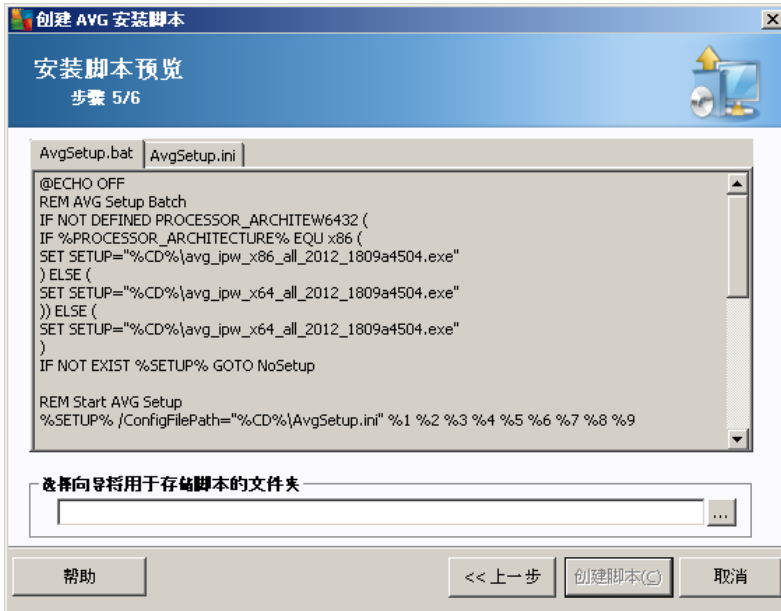 创建 AVG 安装脚本
安装脚本预览
步骤 5/6
AvgSetup.bat
AvgSetup.ini
@ECHO OFF
REM AVG Setup Batch
IF NOT DEFINED PROCESSOR_ARCHITEW6432 (
IF %PROCESSOR_ARCHITECTURE% EQU x86 (
SET SETUP="%CD%\avg_ipw_x86_all_2012_1809a4504.exe"
) ELSE (
SET SETUP="%CD%\avg_ipw_x64_all_2012_1809a4504.exe"
)) ELSE (
SET SETUP="%CD%\avg_ipw_x64_all_2012_1809a4504.exe"
)
IF NOT EXIST %SETUP% GOTO NoSetup
REM Start AVG Setup
%SETUP% /ConfigFilePath="%CD%\AvgSetup.ini" %1 %2 %3 %4 %5 %6 %7 %8 %9
选择向导将用于存储脚本的文件夹
...
帮助
<< 上一步
创建脚本(C)
取消